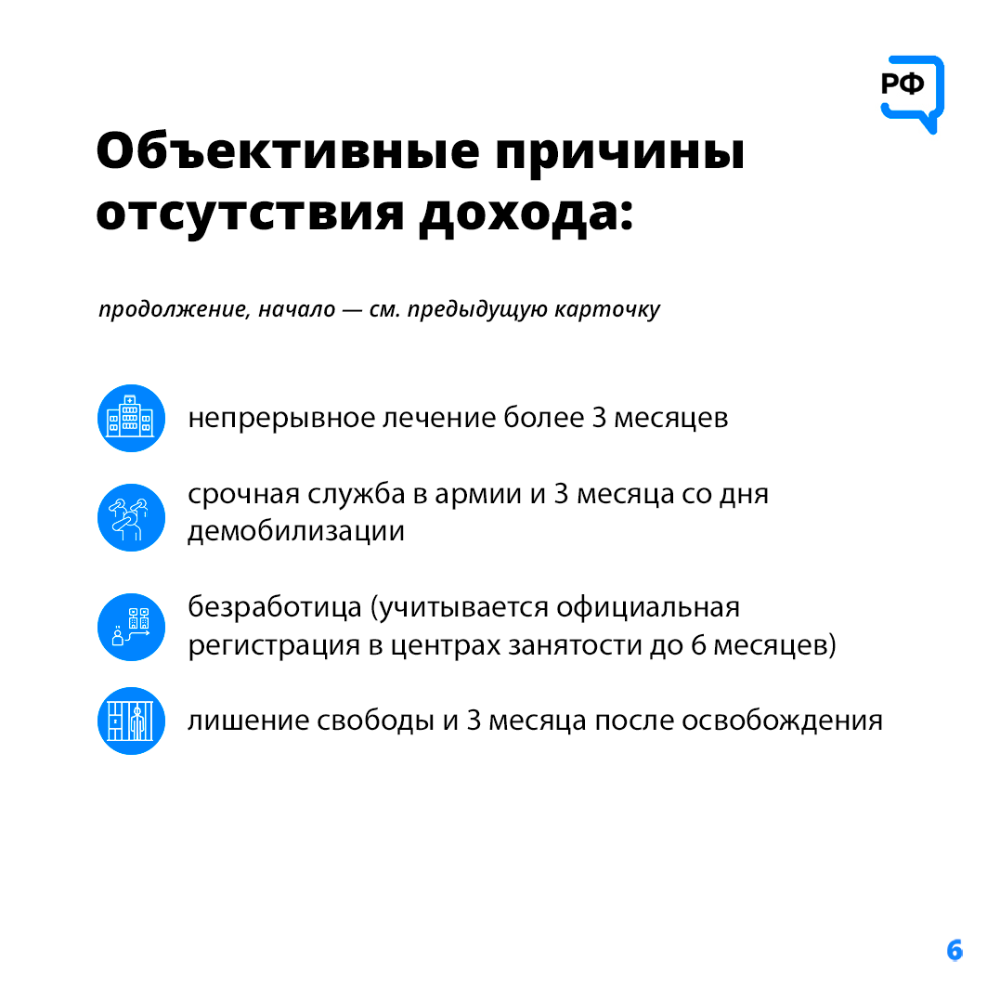 РФ
Объективные причины
отсутствия дохода:
продолжение, начало — см. предыдущую карточку
непрерывное лечение более 3 месяцев
срочная служба в армии и 3 месяца со дня
демобилизации
безработица (учитывается официальная
регистрация в центрах занятости до 6 месяцев)
лишение свободы и 3 месяца после освобождения
6